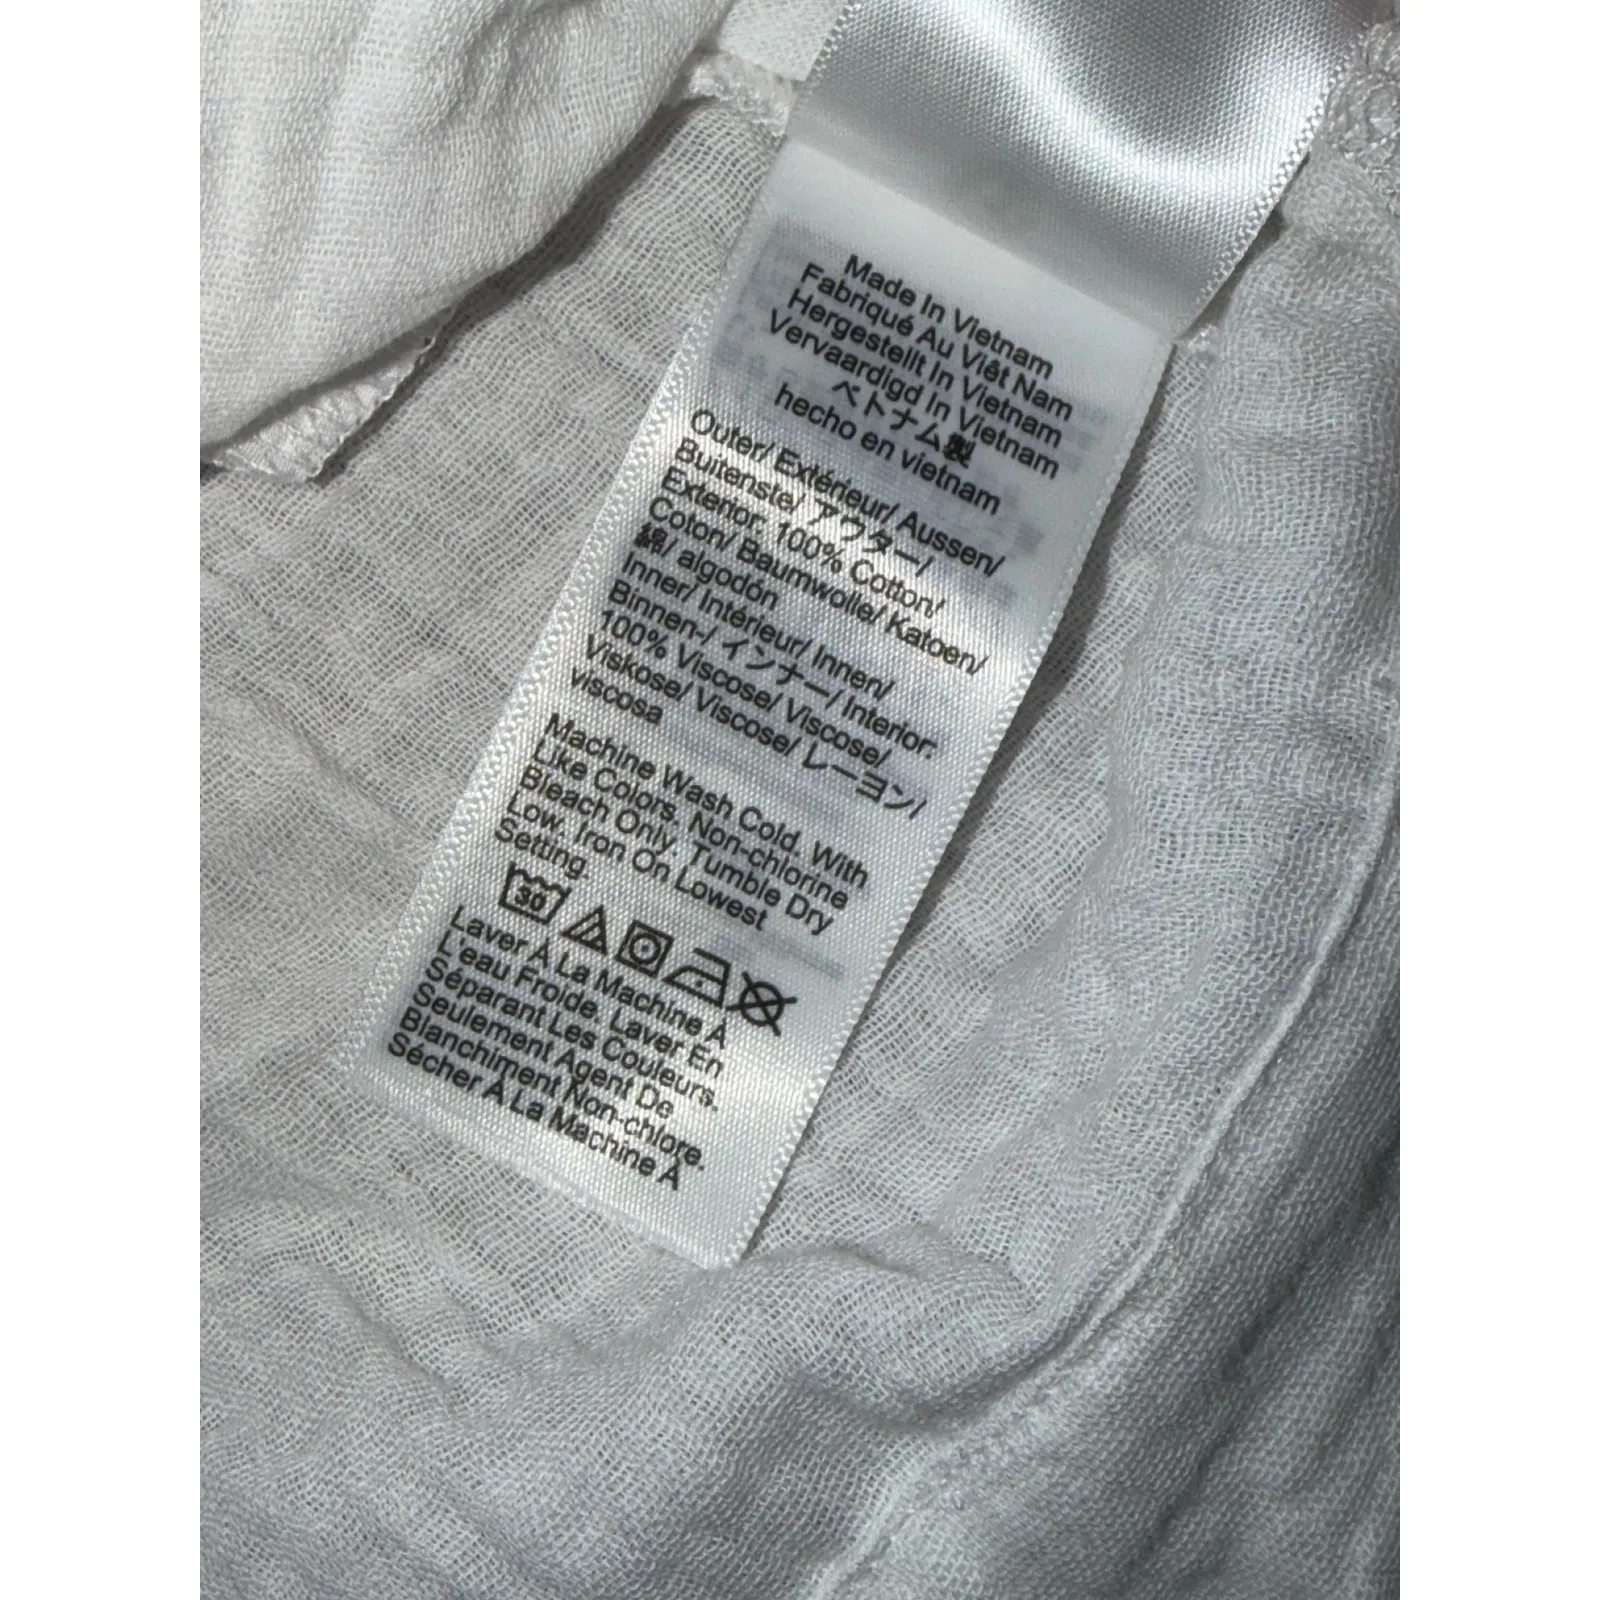 Made In Vietnam
Fabriqué Au Viêt Nam
Hergestellt In Vietnam
Vervaardigd In Vietnam
ベトナム製
hecho en vietnam
Outer/ Extérieur/ Aussen/
Buitenste/ アウター/
Exterior: 100% Cotton/
Coton/ Baumwolle/ Katoen/
綿/ algodón
Inner/ Intérieur/ Innen/
Binnen-/ インナー/ Interior:
100% Viscose/ Viscose/
Viskose/ Viscose/ レーヨン/
viscosa
Machine Wash Cold. With
Like Colors. Non-chlorine
Bleach Only. Tumble Dry
Low. Iron On Lowest
Setting.
30
Laver À La Machine À
L'eau Froide. Laver En
Séparant Les Couleurs.
Seulement Agent De
Blanchiment Non-chlore.
Sécher À La Machine À